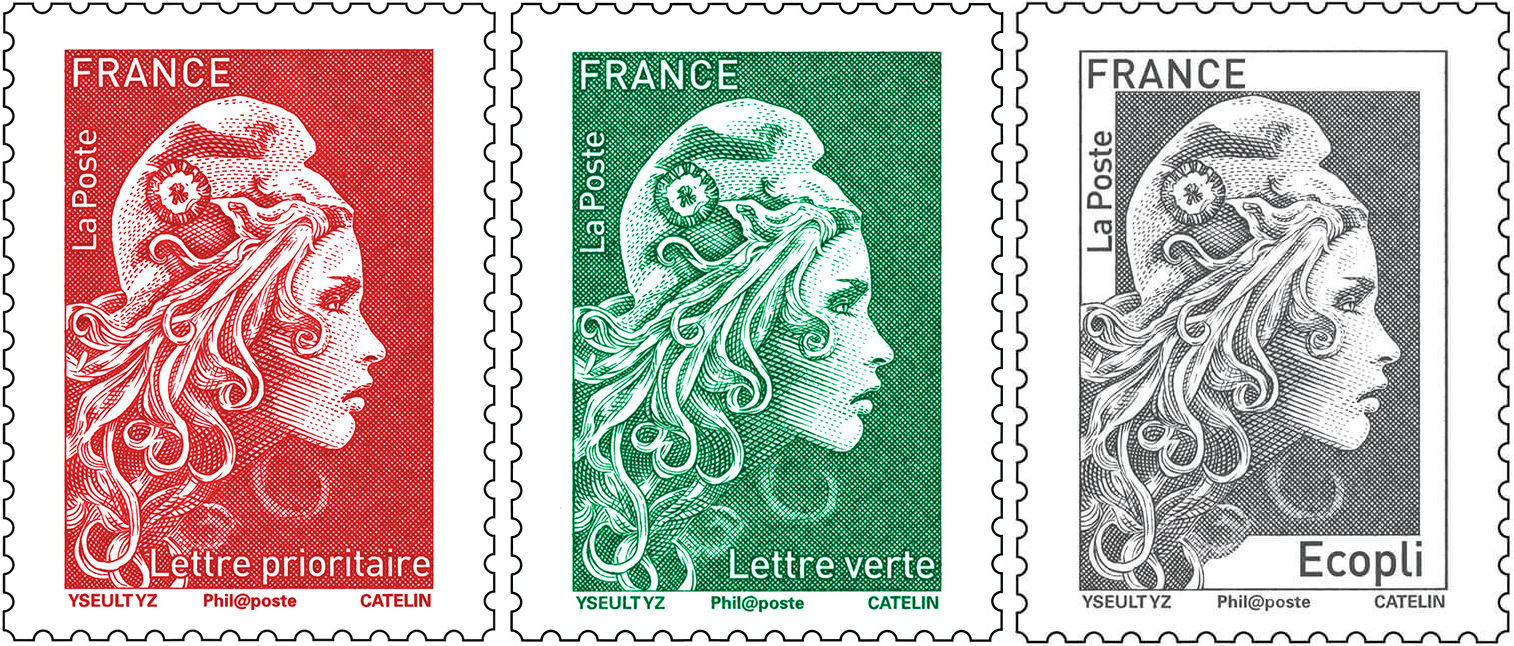 FRANCE
La Poste
Lettre prioritaire
YSEULT YZ Phil@poste CATELIN
FRANCE
La Poste
Lettre verte
YSEULT YZ Phil@poste CATELIN
FRANCE
La Poste
Ecopli
YSEULT YZ Phil@poste CATELIN